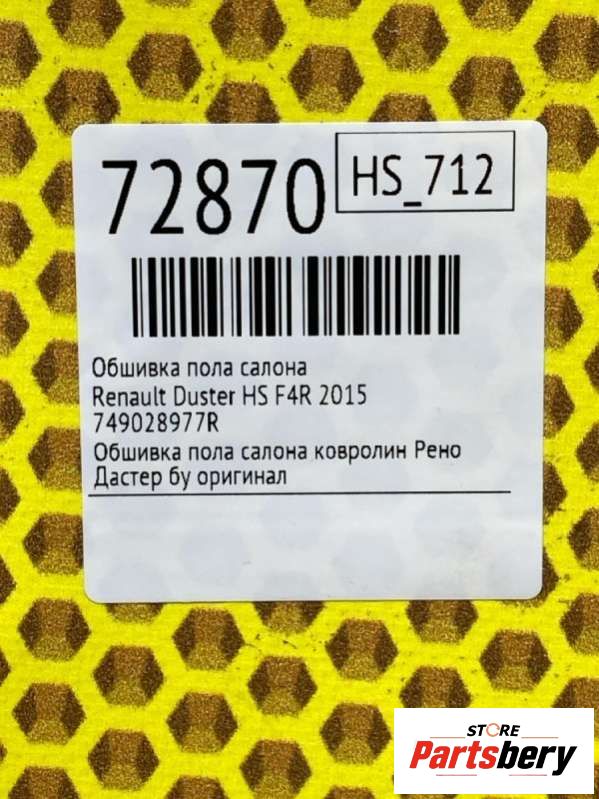 72870
HS_712
Обшивка пола салона
Renault Duster HS F4R 2015
749028977R
Обшивка пола салона ковролин Рено
Дастер бу оригинал
STORE
Partsbery